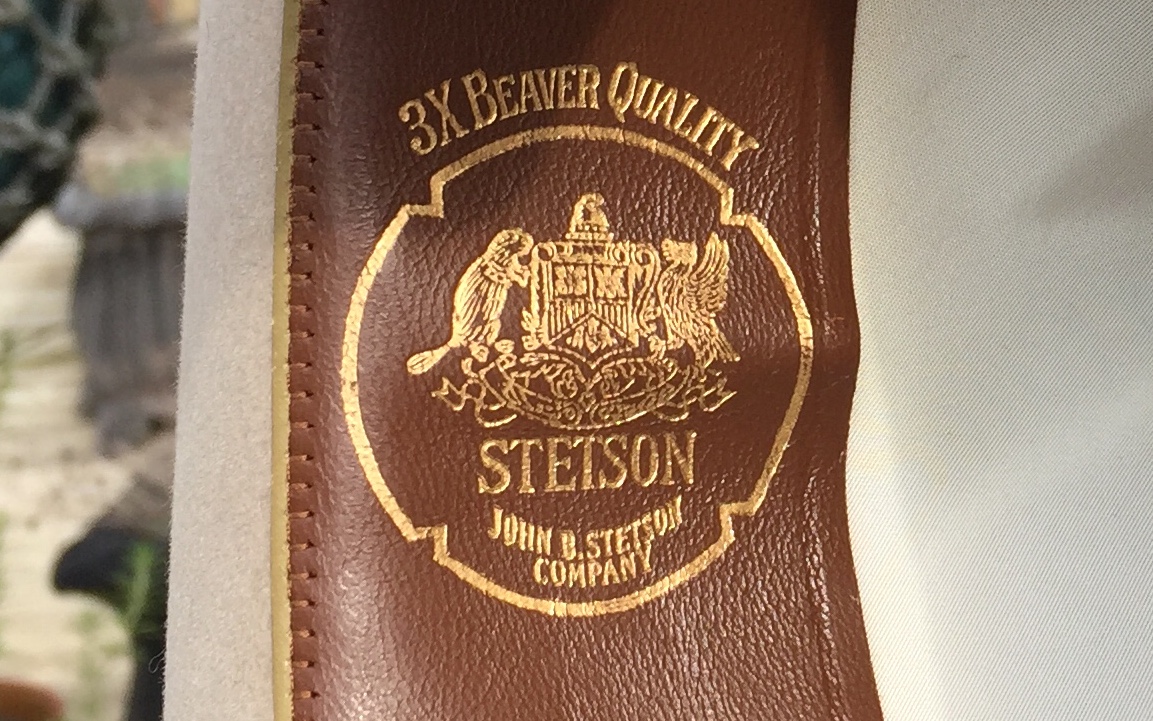 3X BEAVER QUALITY
STETSON
JOHN B. STETSON
COMPANY